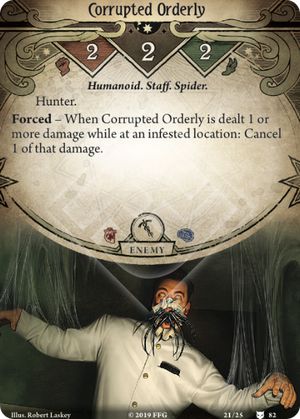 Corrupted Orderly
2 2 2
Humanoid. Staff. Spider.
Hunter.
Forced – When Corrupted Orderly is dealt 1 or
more damage while at an infested location: Cancel
1 of that damage.
ENEMY
Illus. Robert Laskey © 2019 FFG 21/25 82